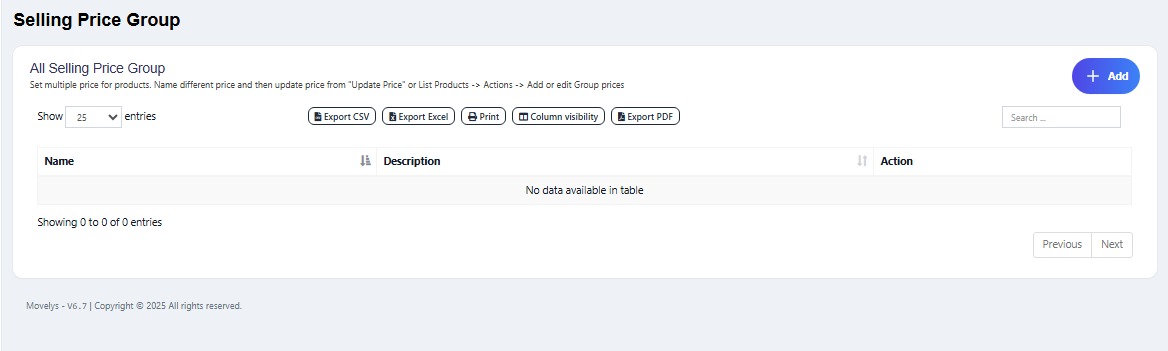 Selling Price Group
All Selling Price Group
Set multiple price for products. Name different price and then update price from "Update Price" or List Products -> Actions -> Add or edit Group prices
Add
Show 25 entries
Export CSV Export Excel Print Column visibility Export PDF
Search ...
Name Description Action
No data available in table
Showing 0 to 0 of 0 entries
Previous Next
Movelys - V6.7 | Copyright © 2025 All rights reserved.